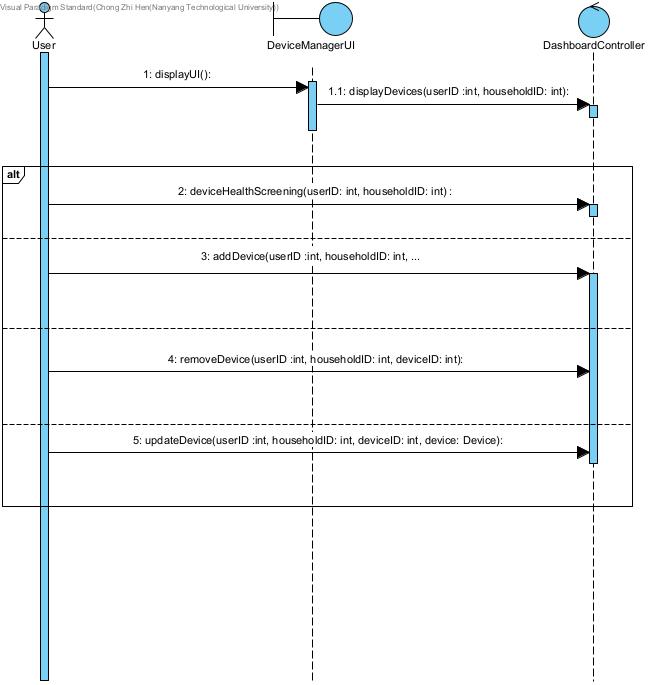 Visual Paradigm Standard(Chong Zhi Hen(Nanyang Technological University))
User
DeviceManagerUI
DashboardController
1: displayUI():
1.1: displayDevices(userID :int, householdID: int):
alt
2: deviceHealthScreening(userID: int, householdID: int) :
3: addDevice(userID :int, householdID: int, ...
4: removeDevice(userID :int, householdID: int, deviceID: int):
5: updateDevice(userID :int, householdID: int, deviceID: int, device: Device):